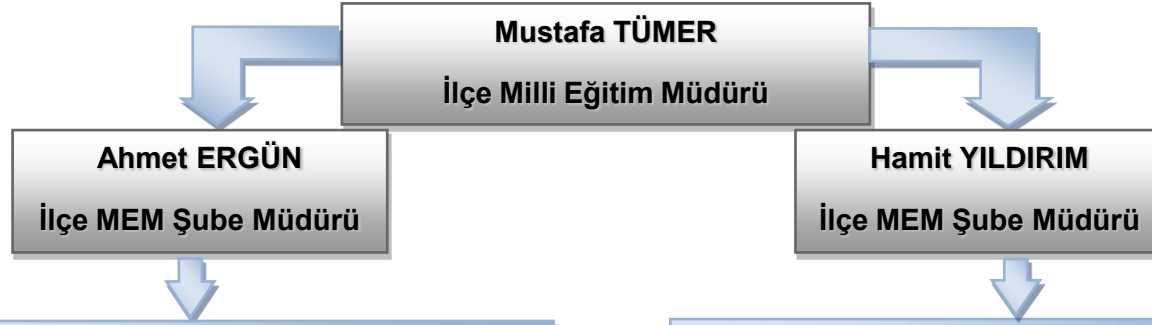 Mustafa TÜMER
İlçe Milli Eğitim Müdürü
Ahmet ERGÜN
İlçe MEM Şube Müdürü
Hamit YILDIRIM
İlçe MEM Şube Müdürü